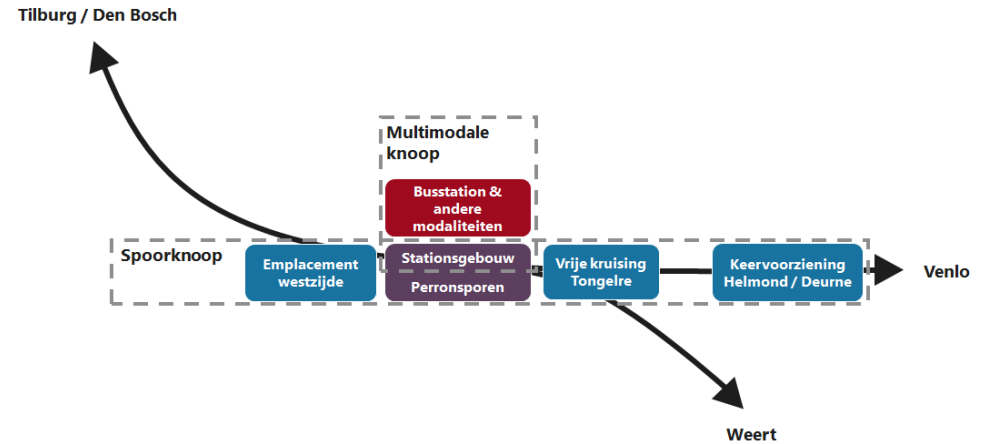 Tilburg / Den Bosch
Multimodale
knoop
Busstation &
andere
modaliteiten
Spoorknoop
Emplacement
westzijde
Stationsgebouw
Perronsporen
Vrije kruising
Tongelre
Keervoorziening
Helmond / Deurne
Venlo
Weert